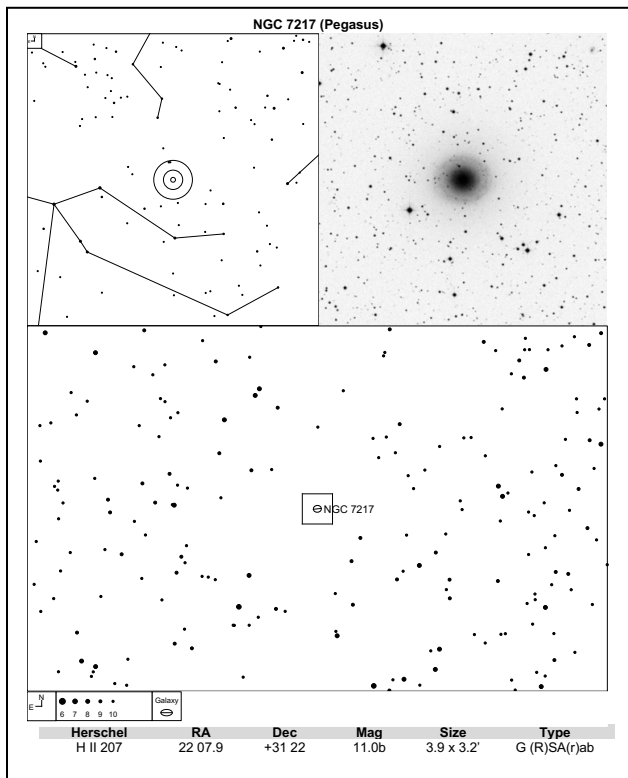 NGC 7217 (Pegasus)
NGC 7217
N
E
6 7 8 9 10
Galaxy
Herschel RA Dec Mag Size Type
H II 207 22 07.9 +31 22 11.0b 3.9 x 3.2' G (R)SA(r)ab